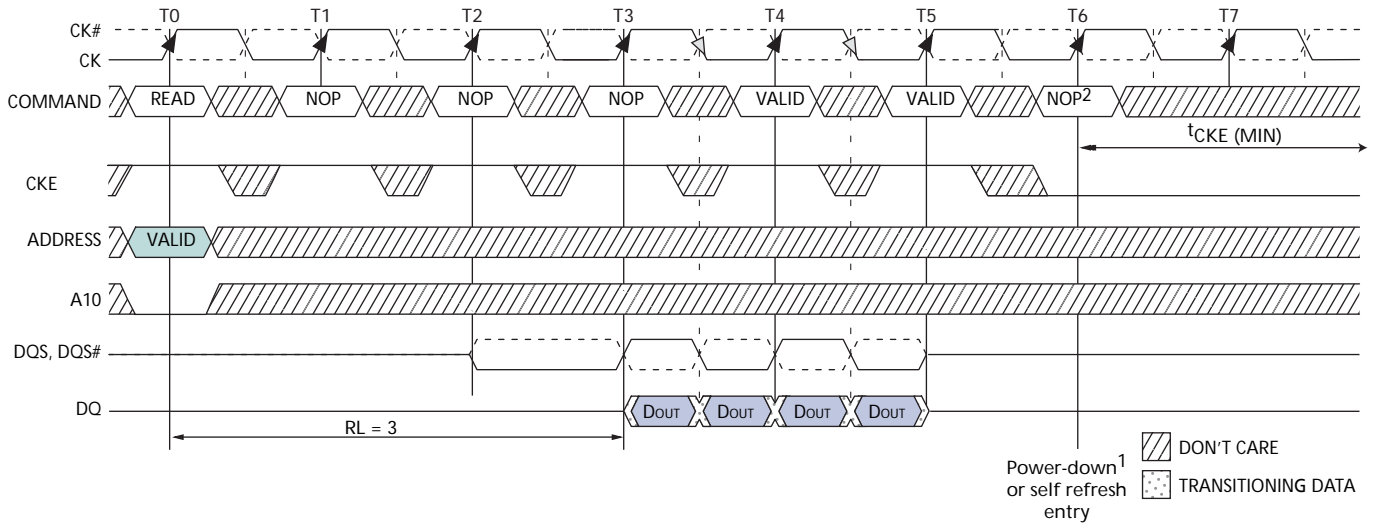 T0 T1 T2 T3 T4 T5 T6 T7
CK#
CK
COMMAND READ NOP NOP NOP VALID VALID NOP2
tCKE (MIN)
CKE
ADDRESS VALID
A10
DQS, DQS#
DQ DOUT DOUT DOUT DOUT
RL = 3
Power-down1
or self refresh
entry
DON'T CARE
TRANSITIONING DATA